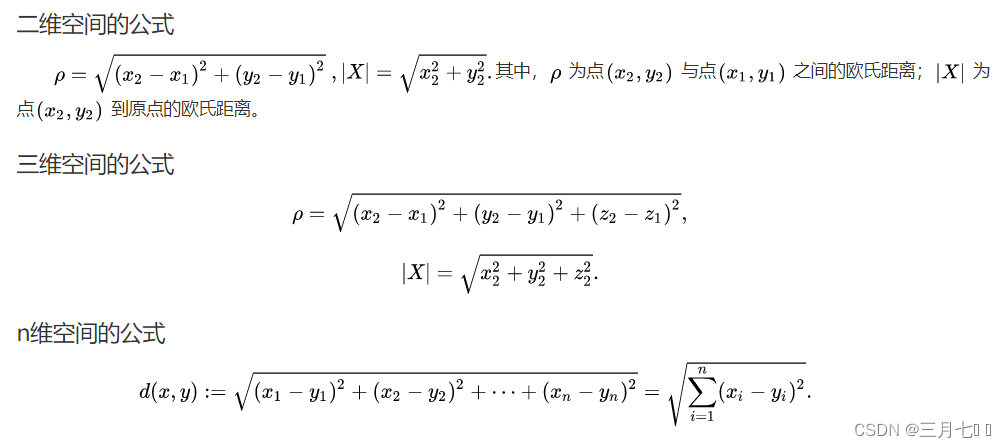 二维空间的公式
ρ = √((x₂ − x₁)² + (y₂ − y₁)²) , |X| = √(x₂² + y₂²). 其中，ρ 为点(x₂, y₂) 与点(x₁, y₁) 之间的欧氏距离；|X| 为
点(x₂, y₂) 到原点的欧氏距离。
三维空间的公式
ρ = √((x₂ − x₁)² + (y₂ − y₁)² + (z₂ − z₁)²),
|X| = √(x₂² + y₂² + z₂²).
n维空间的公式
d(x, y) := √((x₁ − y₁)² + (x₂ − y₂)² + ⋯ + (xₙ − yₙ)²) = √(∑ᵢ₌₁ⁿ (xᵢ − yᵢ)²).
CSDN @三月七